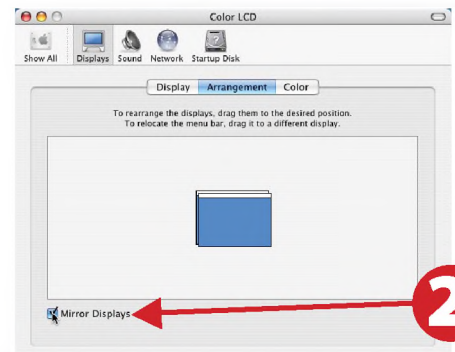 Color LCD
Show All Displays Sound Network Startup Disk
Display Arrangement Color
To rearrange the displays, drag them to the desired position.
To relocate the menu bar, drag it to a different display.
Mirror Displays
2